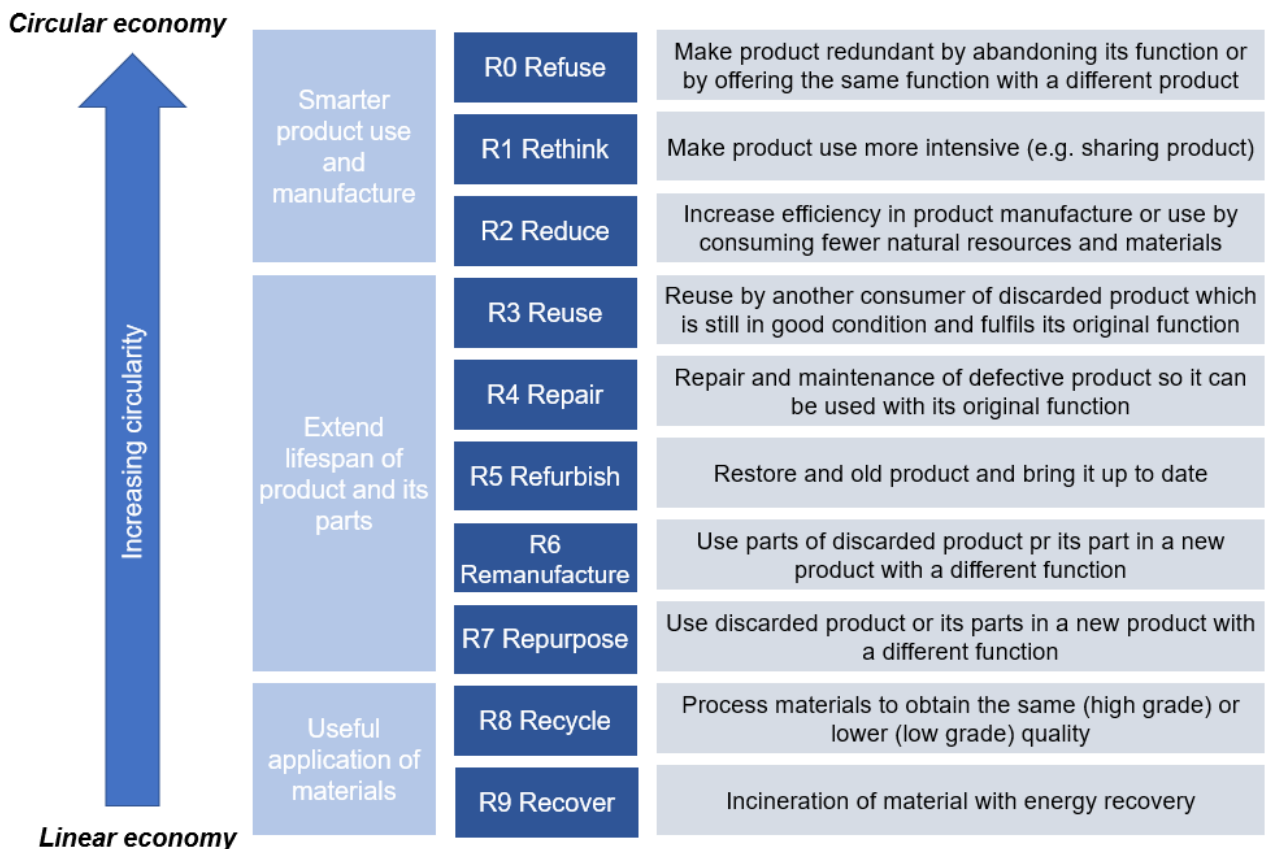 Circular economy
Increasing circularity
Linear economy
Smarter
product use
and
manufacture
R0 Refuse
Make product redundant by abandoning its function or
by offering the same function with a different product
R1 Rethink
Make product use more intensive (e.g. sharing product)
R2 Reduce
Increase efficiency in product manufacture or use by
consuming fewer natural resources and materials
Extend
lifespan of
product and its
parts
R3 Reuse
Reuse by another consumer of discarded product which
is still in good condition and fulfils its original function
R4 Repair
Repair and maintenance of defective product so it can
be used with its original function
R5 Refurbish
Restore and old product and bring it up to date
R6
Remanufacture
Use parts of discarded product pr its part in a new
product with a different function
R7 Repurpose
Use discarded product or its parts in a new product with
a different function
Useful
application of
materials
R8 Recycle
Process materials to obtain the same (high grade) or
lower (low grade) quality
R9 Recover
Incineration of material with energy recovery